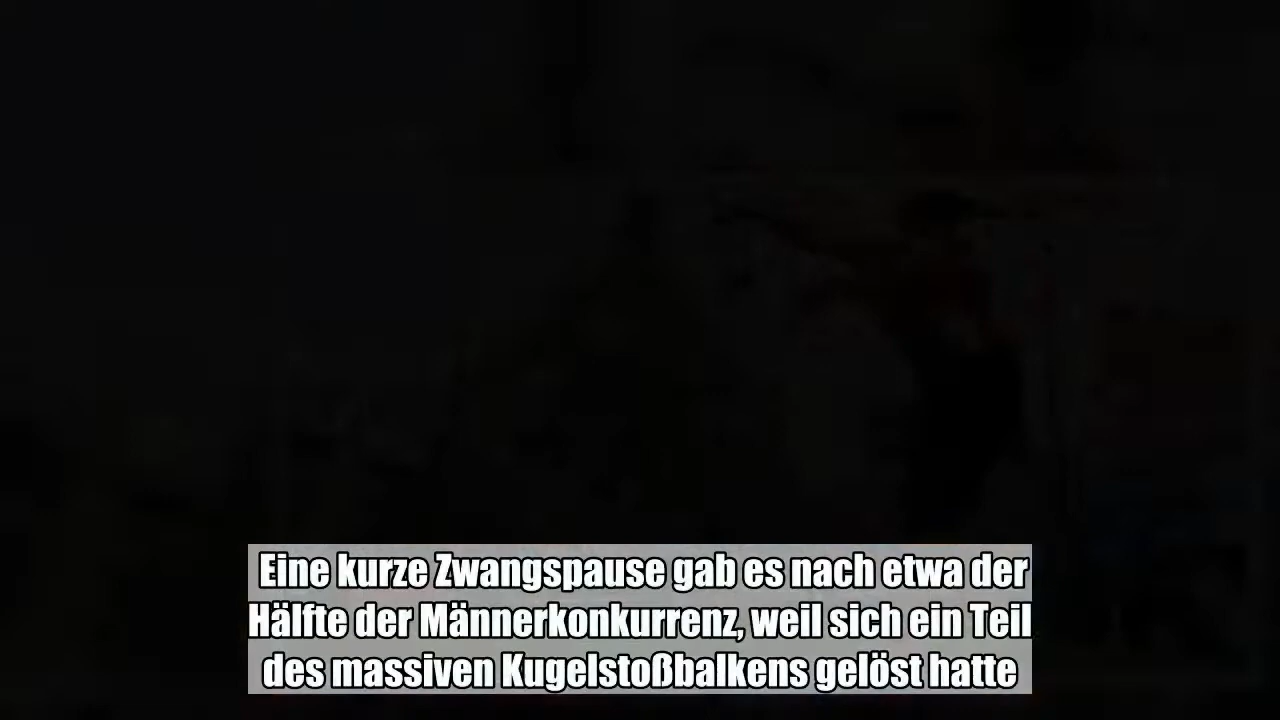 Eine kurze Zwangspause gab es nach etwa der
Hälfte der Männerkonkurrenz, weil sich ein Teil
des massiven Kugelstoßbalkens gelöst hatte